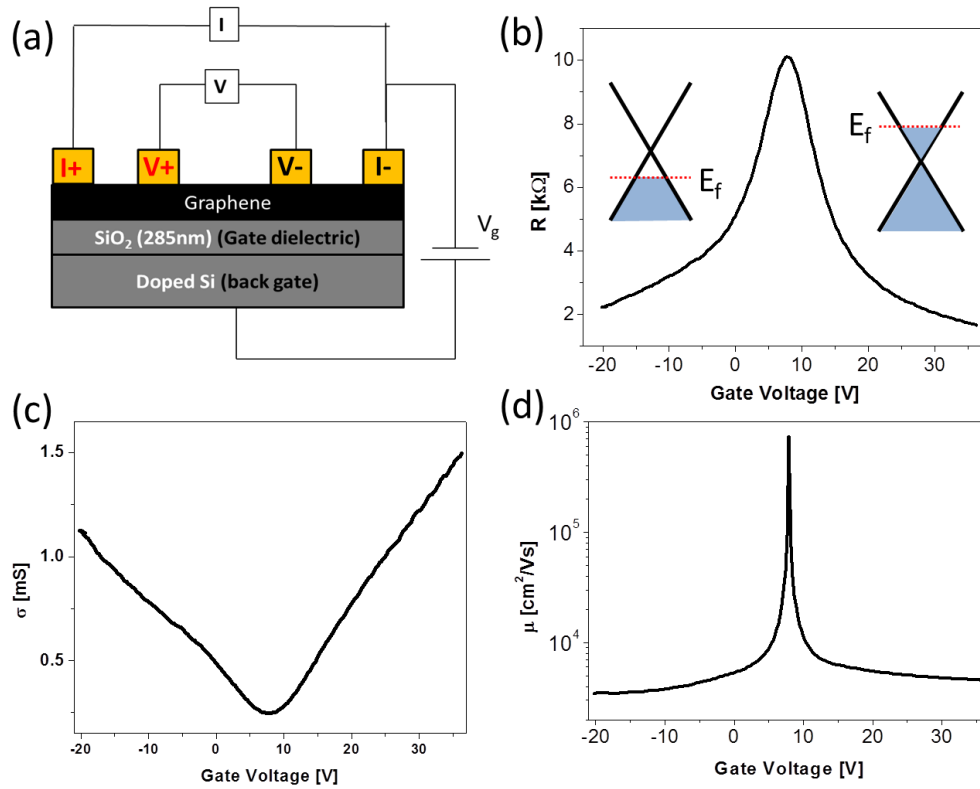 (a)
I
V
I+ V+ V- I-
Graphene
SiO2 (285nm) (Gate dielectric)
Doped Si (back gate)
Vg
(b)
10
8
6
4
2
R [kΩ]
Ef
Ef
-20 -10 0 10 20 30
Gate Voltage [V]
(c)
1.5
1.0
0.5
σ [mS]
-20 -10 0 10 20 30
Gate Voltage [V]
(d)
10^6
10^5
10^4
μ [cm²/Vs]
-20 -10 0 10 20 30
Gate Voltage [V]